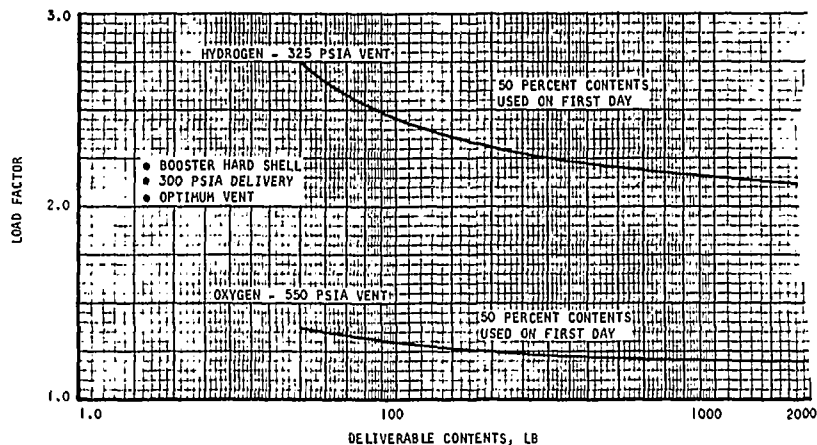 3.0
HYDROGEN - 325 PSIA VENT
50 PERCENT CONTENTS
USED ON FIRST DAY
• BOOSTER HARD SHELL
• 300 PSIA DELIVERY
• OPTIMUM VENT
LOAD FACTOR
2.0
OXYGEN - 550 PSIA VENT
50 PERCENT CONTENTS
USED ON FIRST DAY
1.0
1.0
100
1000
2000
DELIVERABLE CONTENTS, LB